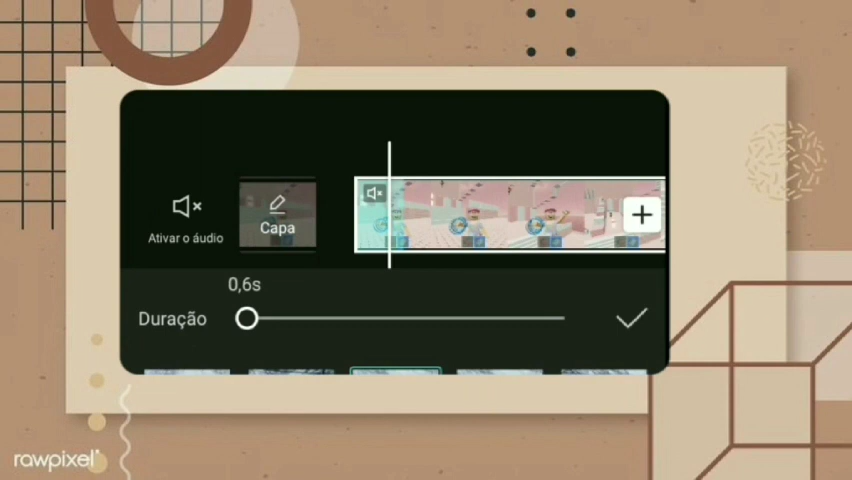 Ativar o áudio
Capa
0,6s
Duração
rawpixel